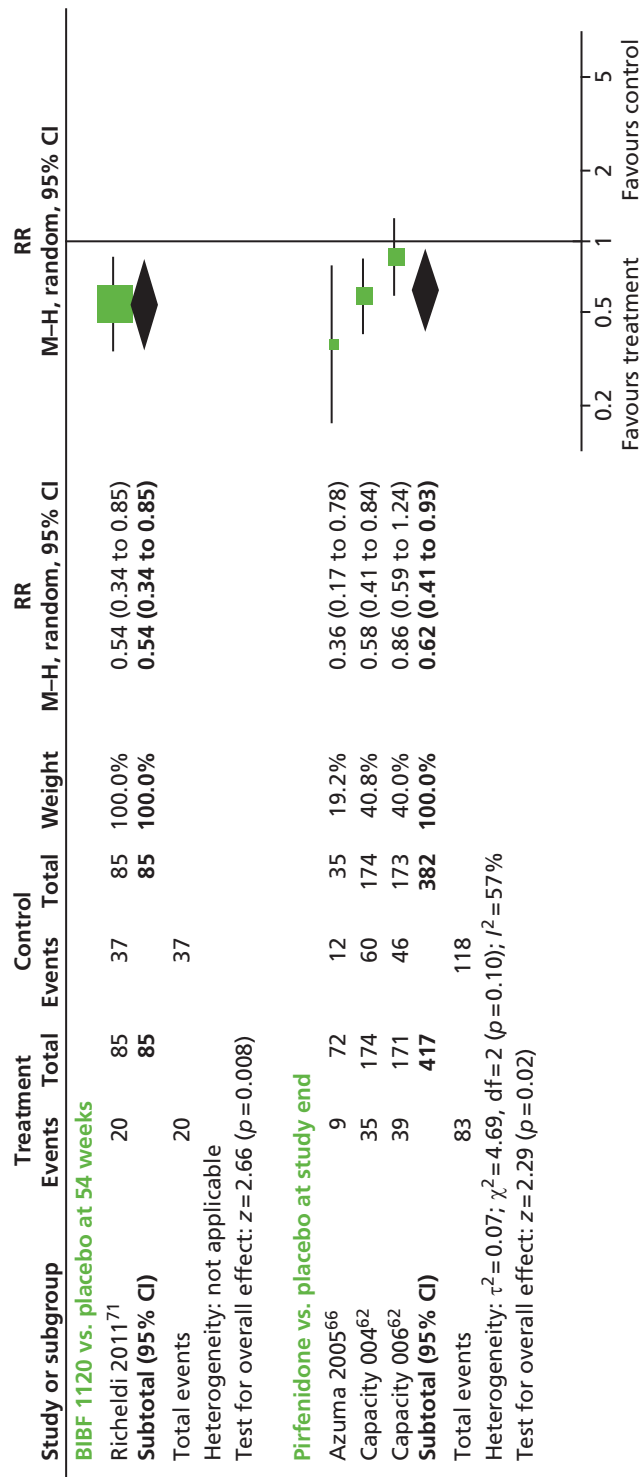 Treatment Control RR RR
Study or subgroup Events Total Events Total Weight M–H, random, 95% CI M–H, random, 95% CI
BIBF 1120 vs. placebo at 54 weeks
Richeldi 2011⁷¹ 20 85 37 85 100.0% 0.54 (0.34 to 0.85)
Subtotal (95% CI) 85 85 100.0% 0.54 (0.34 to 0.85)
Total events 20 37
Heterogeneity: not applicable
Test for overall effect: z=2.66 (p=0.008)
Pirfenidone vs. placebo at study end
Azuma 2005⁶⁶ 9 72 12 35 19.2% 0.36 (0.17 to 0.78)
Capacity 004⁶² 35 174 60 174 40.8% 0.58 (0.41 to 0.84)
Capacity 006⁶² 39 171 46 173 40.0% 0.86 (0.59 to 1.24)
Subtotal (95% CI) 417 382 100.0% 0.62 (0.41 to 0.93)
Total events 83 118
Heterogeneity: τ²=0.07; χ²=4.69, df=2 (p=0.10); I²=57%
Test for overall effect: z=2.29 (p=0.02)
0.2 0.5 1 2 5
Favours treatment Favours control